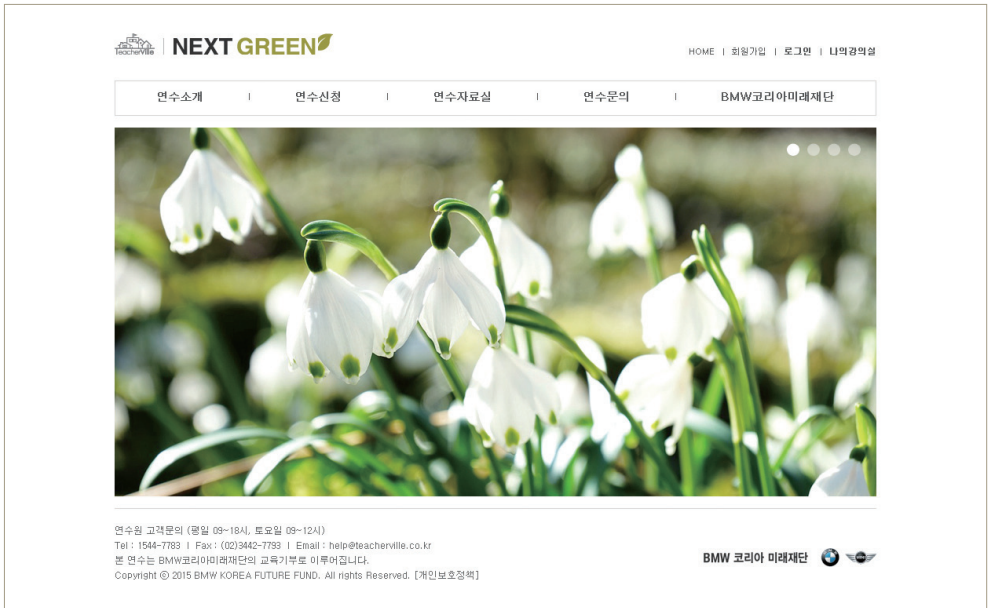 TeacherVille NEXT GREEN
HOME | 회원가입 | 로그인 | 나의강의실
연수소개 | 연수신청 | 연수자료실 | 연수문의 | BMW코리아미래재단
연수원 고객문의 (평일 09~18시, 토요일 09~12시)
Tel : 1544-7783 | Fax : (02)3442-7793 | Email : help@teacherville.co.kr
본 연수는 BMW코리아미래재단의 교육기부로 이루어집니다.
Copyright ⓒ 2015 BMW KOREA FUTURE FUND. All rights Reserved. [개인보호정책]
BMW 코리아 미래재단